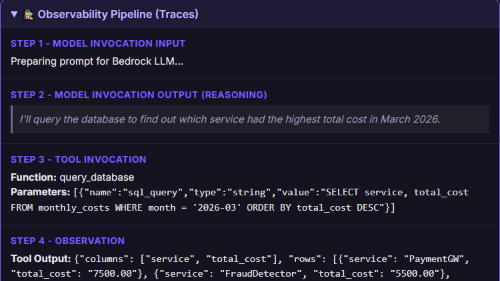 ▼ 🕵️‍♂️ Observability Pipeline (Traces)
STEP 1 - MODEL INVOCATION INPUT
Preparing prompt for Bedrock LLM...
STEP 2 - MODEL INVOCATION OUTPUT (REASONING)
I'll query the database to find out which service had the highest total cost in March 2026.
STEP 3 - TOOL INVOCATION
Function: query_database
Parameters: [{"name":"sql_query","type":"string","value":"SELECT service, total_cost
FROM monthly_costs WHERE month = '2026-03' ORDER BY total_cost DESC"}]
STEP 4 - OBSERVATION
Tool Output: {"columns": ["service", "total_cost"], "rows": [{"service": "PaymentGW",
"total_cost": "7500.00"}, {"service": "FraudDetector", "total_cost": "5500.00"},